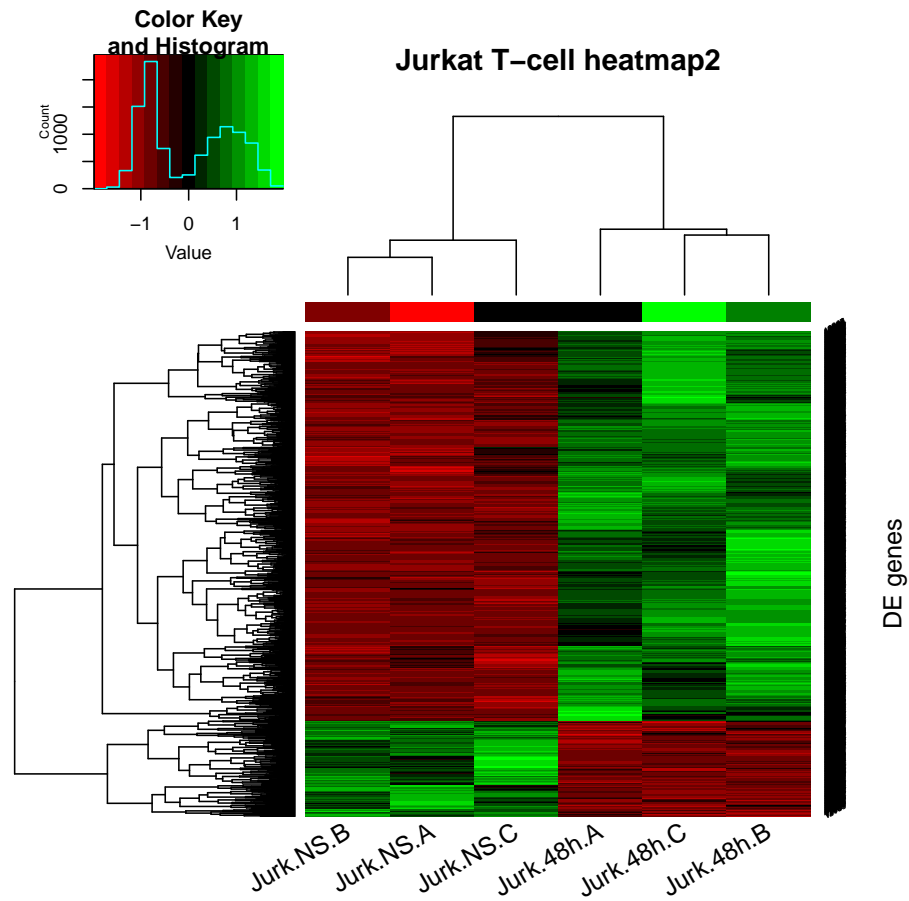 Color Key
and Histogram
Jurkat T−cell heatmap2
Count
0
1000
−1
0
1
Value
DE genes
Jurk.NS.B
Jurk.NS.A
Jurk.NS.C
Jurk.48h.A
Jurk.48h.C
Jurk.48h.B